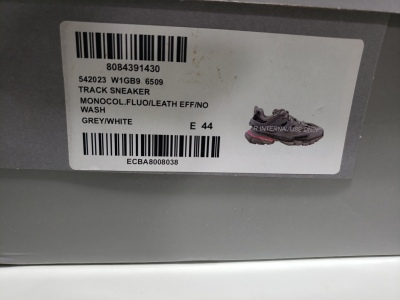 8084391430
542023 W1GB9 6509
TRACK SNEAKER
MONOCOL.FLUO/LEATH EFF/NO
WASH
GREY/WHITE
E 44
ECBA8008038